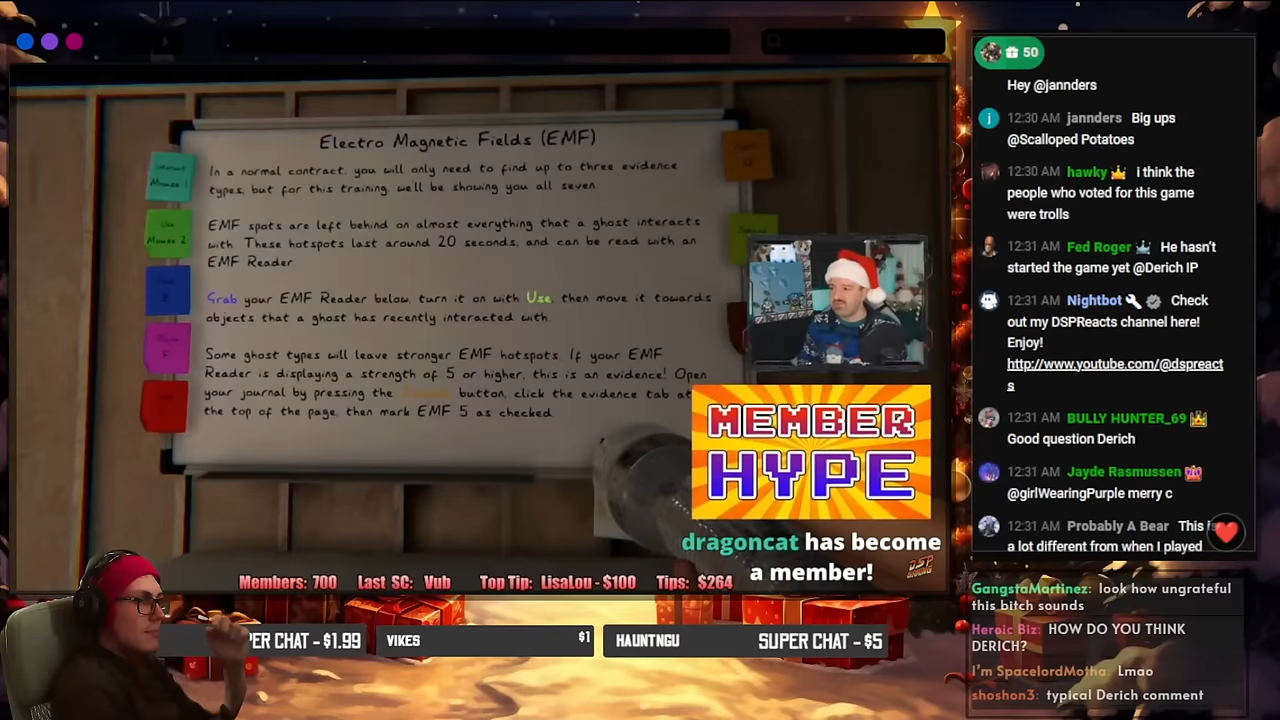 Electro Magnetic Fields (EMF)
In a normal contract, you will only need to find up to three evidence
types, but for this training, we'll be showing you all seven.
EMF spots are left behind on almost everything that a ghost interacts
with. These hotspots last around 20 seconds, and can be read with an
EMF Reader
Grab your EMF Reader below, turn it on with Use, then move it towards
objects that a ghost has recently interacted with.
Some ghost types will leave stronger EMF hotspots. If your EMF
Reader is displaying a strength of 5 or higher, this is an evidence! Open
your journal by pressing the button, click the evidence tab at
the top of the page, then mark EMF 5 as checked
Mouse 1
Use
Mouse 2
MEMBER
HYPE
dragoncat has become
a member!
DSP
GAMING
Members: 700 Last SC: Vub Top Tip: LisaLou - $100 Tips: $264
PER CHAT - $1.99
VIKES $1
HAUNTNGU SUPER CHAT - $5
50
Hey @jannders
j 12:30 AM jannders Big ups
@Scalloped Potatoes
12:30 AM hawky i think the
people who voted for this game
were trolls
12:31 AM Fed Roger He hasn't
started the game yet @Derich IP
12:31 AM Nightbot Check
out my DSPReacts channel here!
Enjoy!
http://www.youtube.com/@dspreact
s
12:31 AM BULLY HUNTER_69
Good question Derich
12:31 AM Jayde Rasmussen
@girlWearingPurple merry c
12:31 AM Probably A Bear This is
a lot different from when I played
GangstaMartinez: look how ungrateful
this bitch sounds
Heroic Biz: HOW DO YOU THINK
DERICH?
I'm SpacelordMotha: Lmao
shoshon3: typical Derich comment